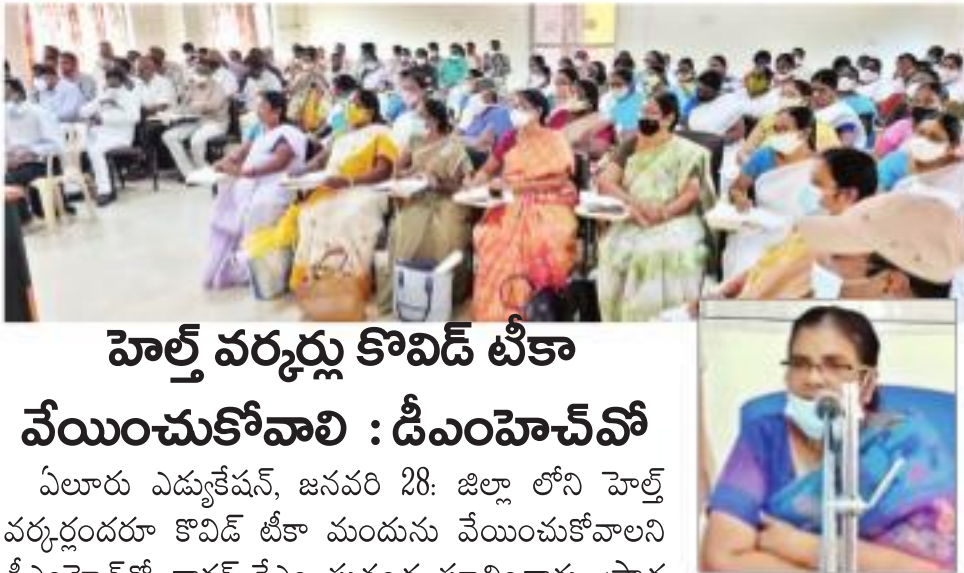 హెల్త్ వర్కర్లు కొవిడ్ టీకా
వేయించుకోవాలి : డీఎంహెచ్‌వో
ఏలూరు ఎడ్యుకేషన్, జనవరి 28: జిల్లా లోని హెల్త్
వర్కర్లందరూ కొవిడ్ టీకా మందును వేయించుకోవాలని